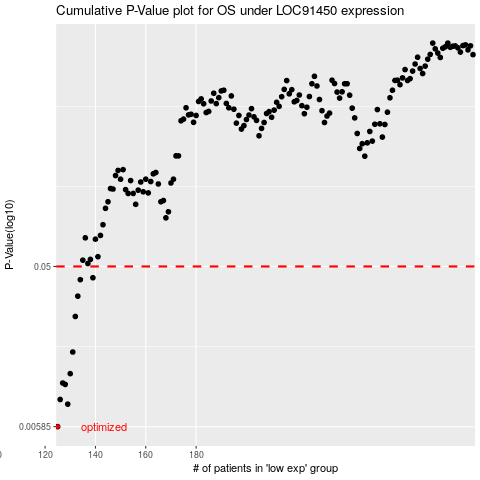 Cumulative P-Value plot for OS under LOC91450 expression
P-Value(log10)
0.05
0.00585
optimized
0 120 140 160 180
# of patients in 'low exp' group